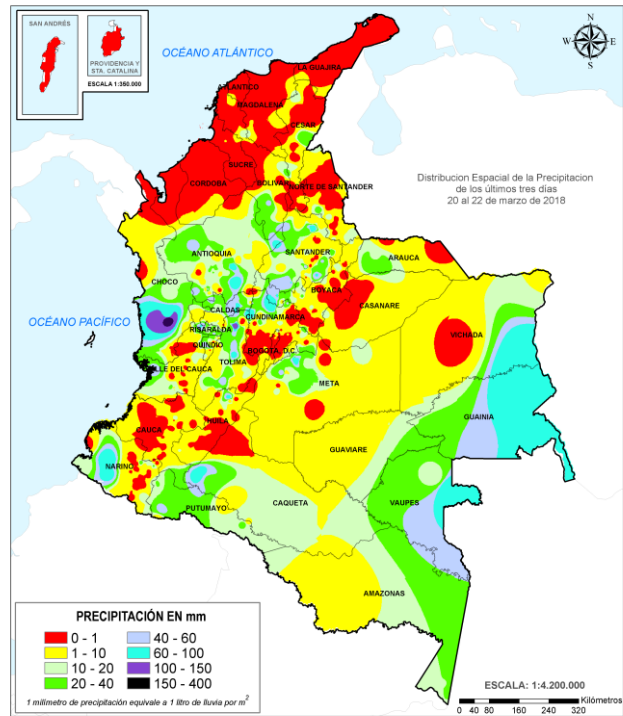 SAN ANDRÉS
PROVIDENCIA Y
STA. CATALINA
ESCALA 1:350.000
OCÉANO ATLÁNTICO
N
W E
S
LA GUAJIRA
ATLANTICO
MAGDALENA
CESAR
SUCRE
CORDOBA
BOLIVAR
NORTE DE SANTANDER
Distribucion Espacial de la Precipitacion
de los últimos tres días
20 al 22 de marzo de 2018
ANTIOQUIA
SANTANDER
ARAUCA
CHOCO
BOYACA
CASANARE
OCÉANO PACÍFICO
CALDAS
CUNDINAMARCA
RISARALDA
VICHADA
QUINDIO
BOGOTA, D.C.
TOLIMA
VALLE DEL CAUCA
META
GUAINIA
CAUCA
HUILA
GUAVIARE
NARIÑO
CAQUETA
VAUPES
PUTUMAYO
AMAZONAS
PRECIPITACIÓN EN mm
0 - 1 40 - 60
1 - 10 60 - 100
10 - 20 100 - 150
20 - 40 150 - 400
1 milimetro de precipitación equivale a 1 litro de lluvia por m²
ESCALA: 1:4.200.000
Kilómetros
0 40 80 160 240 320